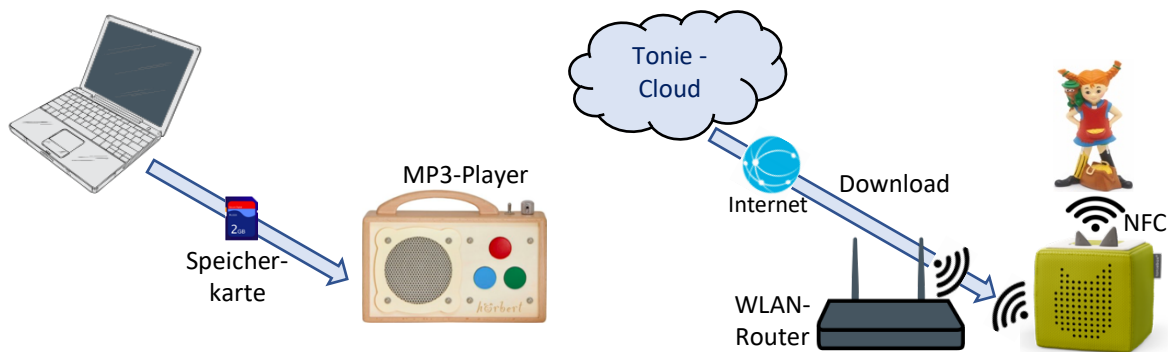 MP3-Player
2GB
Speicher-
karte
hörbert
Tonie -
Cloud
Internet
Download
NFC
WLAN-
Router